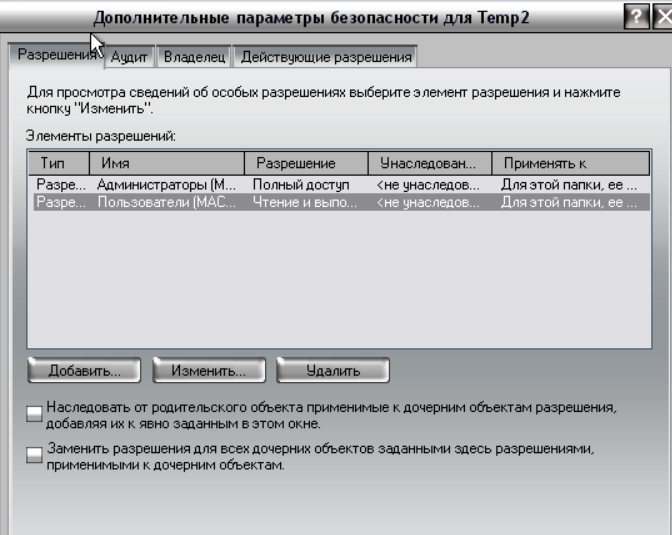 Дополнительные параметры безопасности для Temp2
Разрешения Аудит Владелец Действующие разрешения
Для просмотра сведений об особых разрешениях выберите элемент разрешения и нажмите
кнопку "Изменить".
Элементы разрешений:
Тип Имя Разрешение Унаследован... Применять к
Разре... Администраторы (М... Полный доступ <не унаследов... Для этой папки, ее ...
Разре... Пользователи (MAC... Чтение и выпо... <не унаследов... Для этой папки, ее ...
Добавить... Изменить... Удалить
Наследовать от родительского объекта применимые к дочерним объектам разрешения,
добавляя их к явно заданным в этом окне.
Заменить разрешения для всех дочерних объектов заданными здесь разрешениями,
применимыми к дочерним объектам.